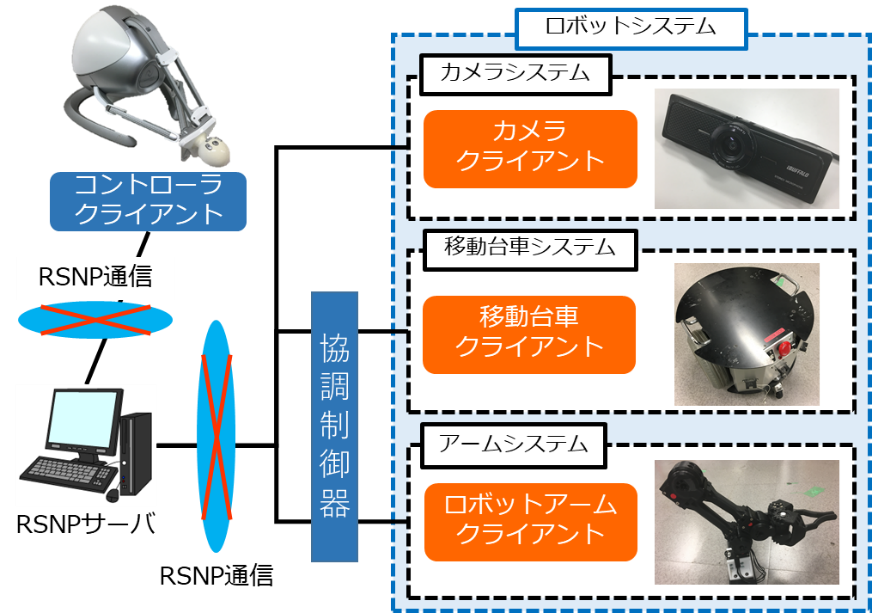 ロボットシステム
カメラシステム
カメラ
クライアント
BUFFALO
コントローラ
クライアント
RSNP通信
移動台車システム
移動台車
クライアント
協調制御器
アームシステム
ロボットアーム
クライアント
RSNPサーバ
RSNP通信